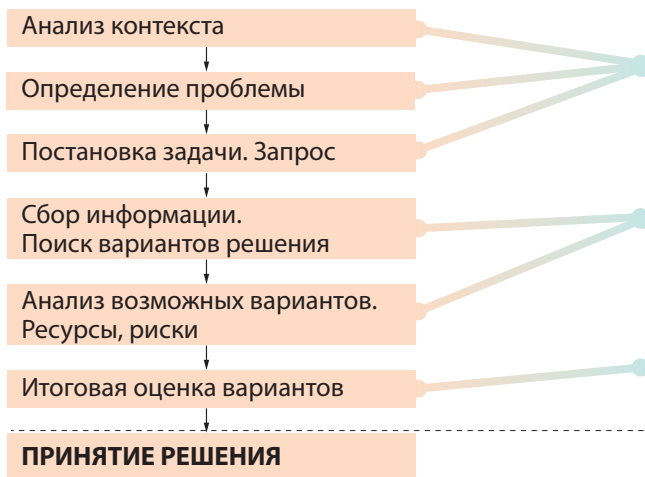 Анализ контекста
Определение проблемы
Постановка задачи. Запрос
Сбор информации.
Поиск вариантов решения
Анализ возможных вариантов.
Ресурсы, риски
Итоговая оценка вариантов
ПРИНЯТИЕ РЕШЕНИЯ